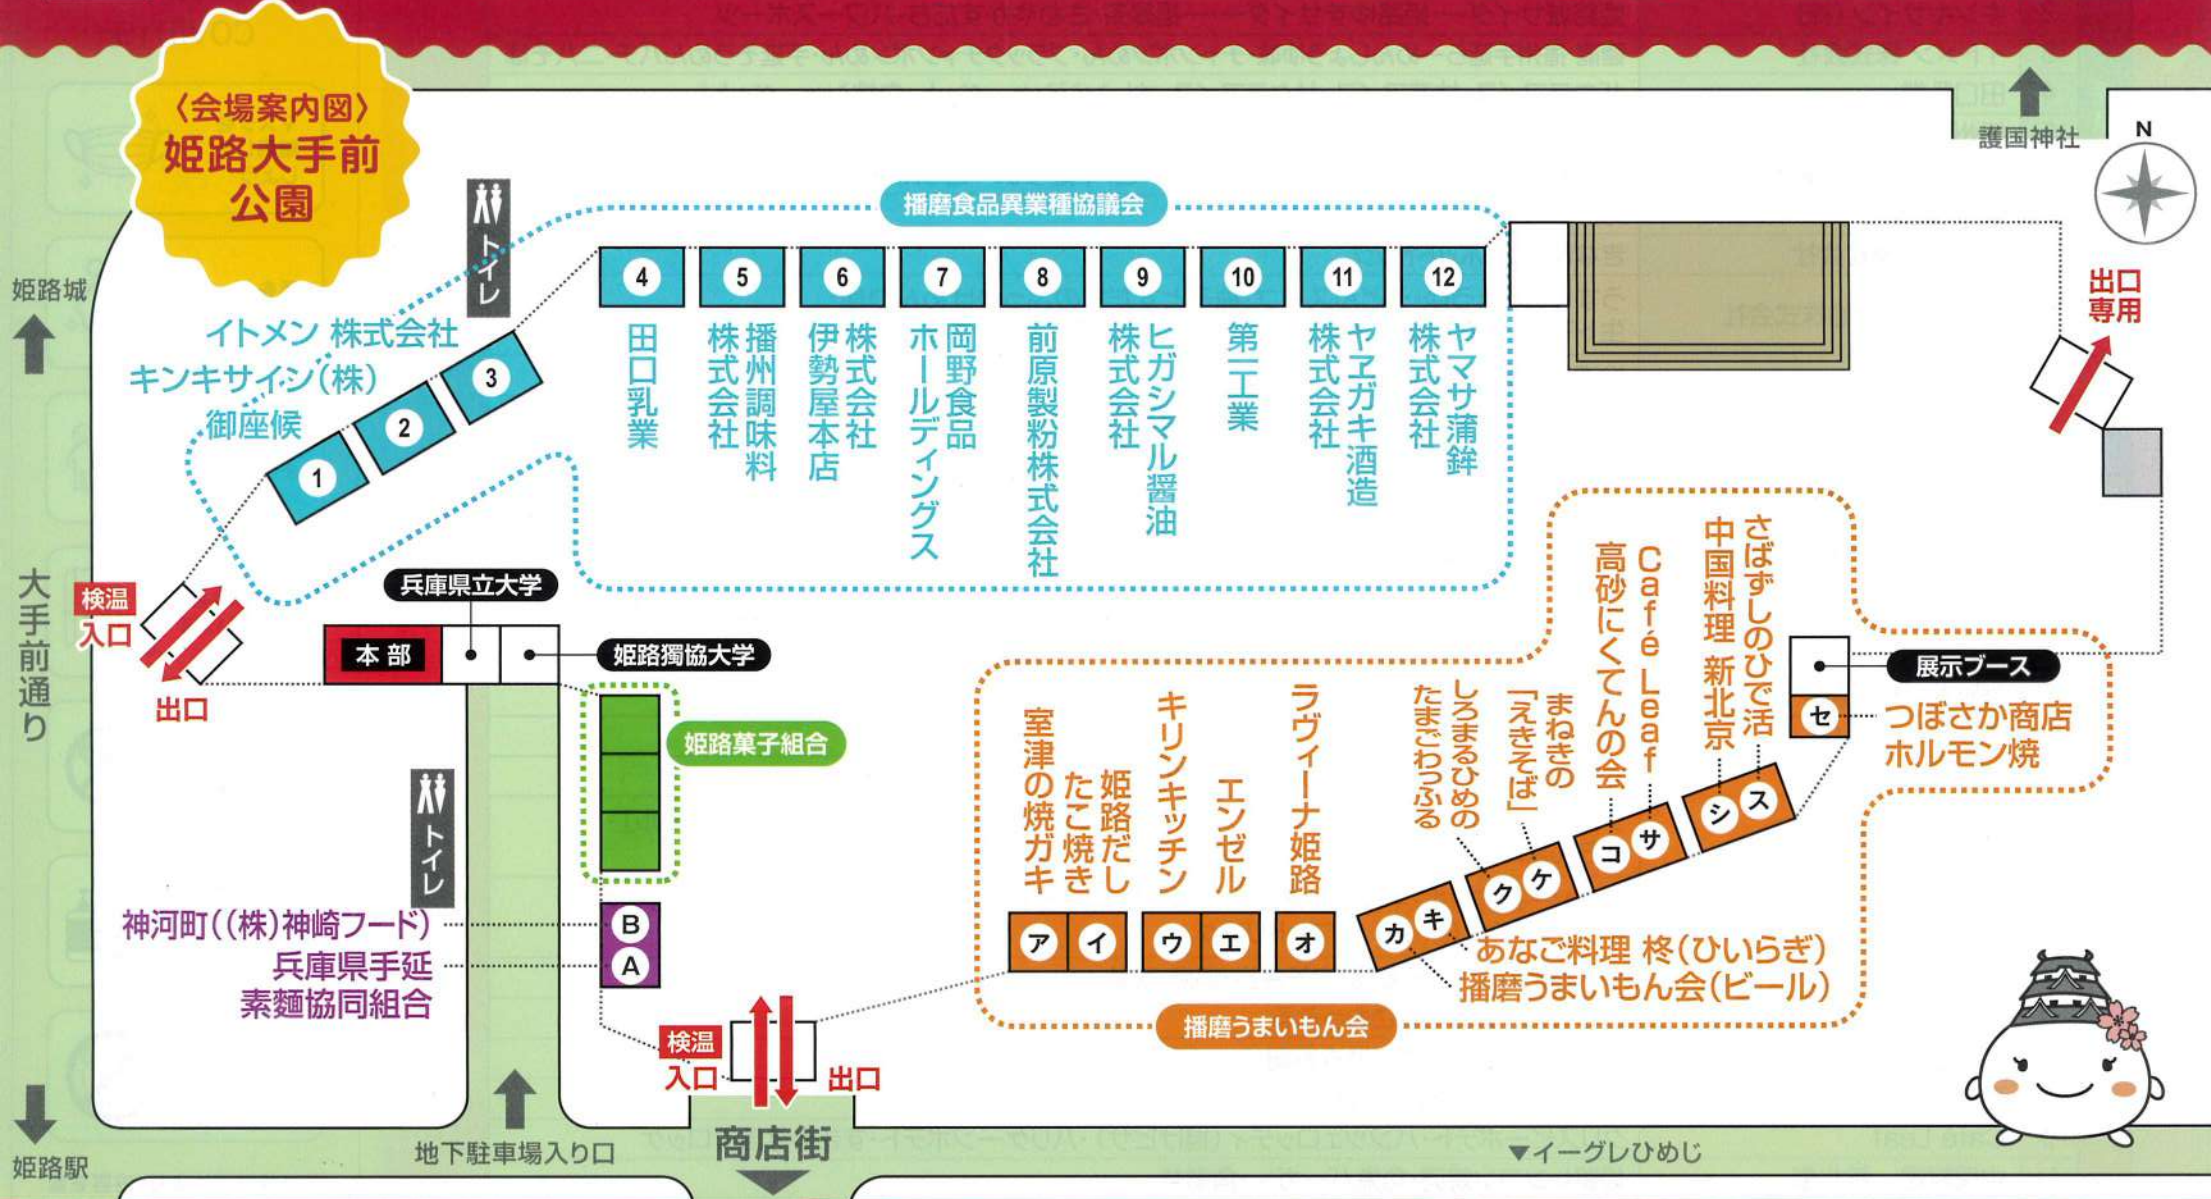 〈会場案内図〉
姫路大手前
公園
護国神社
N
出口
専用
姫路城
大手前通り
姫路駅
トイレ
播磨食品異業種協議会
イトメン 株式会社
キンキサイン(株)
御座候
1
2
3
4
5
6
7
8
9
10
11
12
田口乳業
播州調味料
株式会社
株式会社
伊勢屋本店
岡野食品
ホールディングス
前原製粉株式会社
ヒガシマル醤油
株式会社
第一工業
ヤヱガキ酒造
株式会社
ヤマサ蒲鉾
株式会社
検温
入口
出口
本部
兵庫県立大学
姫路獨協大学
姫路菓子組合
トイレ
神河町((株)神崎フード)
兵庫県手延
素麵協同組合
B
A
検温
入口
出口
室津の焼ガキ
姫路だし
たこ焼き
キリンキッチン
エンゼル
ラヴィーナ姫路
しろまるひめの
たまごわっふる
まねきの
「えきそば」
高砂にくてんの会
Café Leaf
中国料理 新北京
さばずしのひで活
展示ブース
つぼさか商店
ホルモン焼
ア
イ
ウ
エ
オ
カ
キ
ク
ケ
コ
サ
シ
ス
セ
あなご料理 柊(ひいらぎ)
播磨うまいもん会(ビール)
播磨うまいもん会
地下駐車場入り口
商店街
▼イーグレひめじ